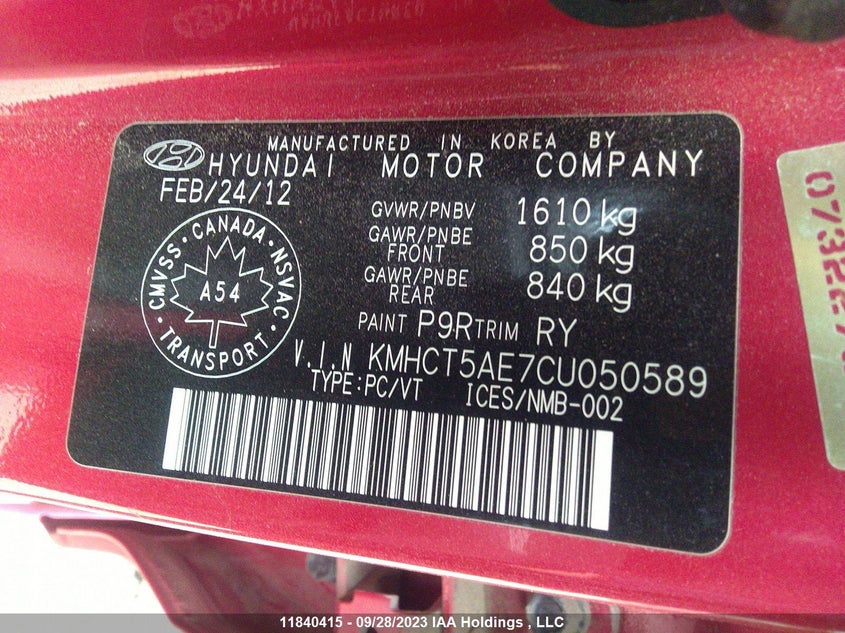 MANUFACTURED IN KOREA BY
HYUNDAI MOTOR COMPANY
FEB/24/12
GVWR/PNBV 1610 kg
GAWR/PNBE FRONT 850 kg
GAWR/PNBE REAR 840 kg
CMVSS · CANADA · NSVAC
A54
TRANSPORT
PAINT P9R TRIM RY
V.I.N KMHCT5AE7CU050589
TYPE:PC/VT ICES/NMB-002
11840415 - 09/28/2023 IAA Holdings , LLC